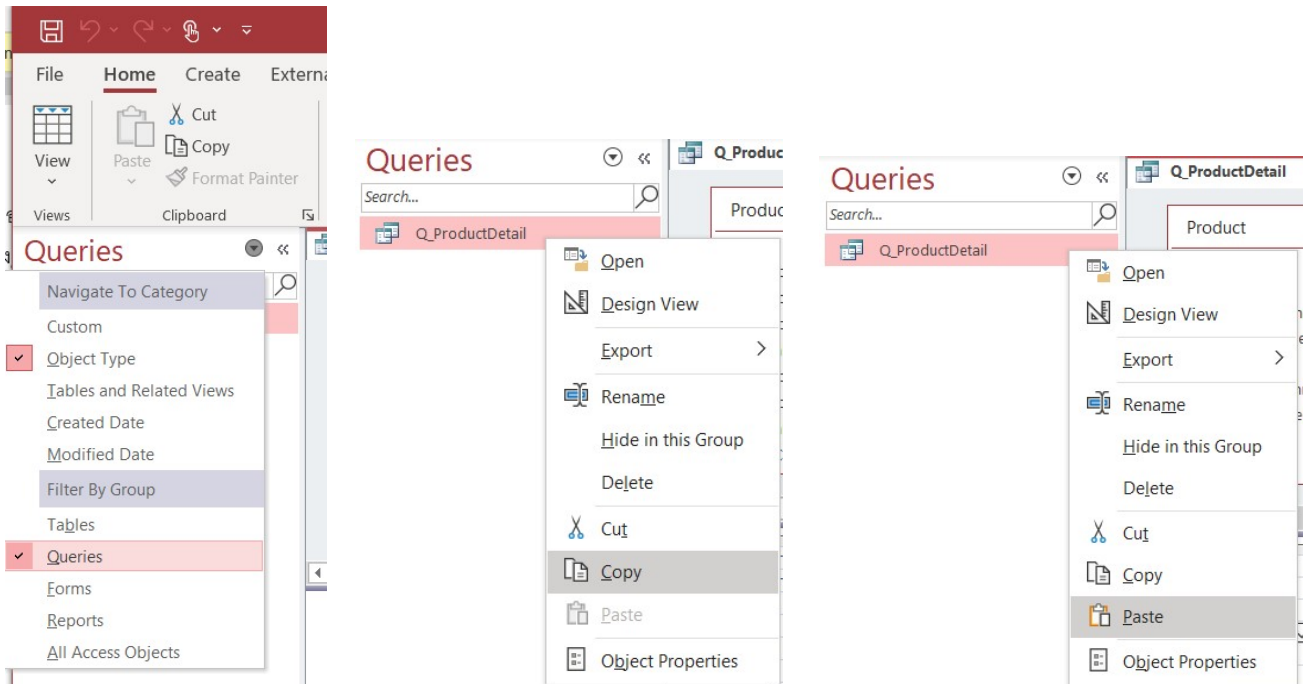 File Home Create Externa
View
Paste
Cut
Copy
Format Painter
Views Clipboard
Queries
Navigate To Category
Custom
Object Type
Tables and Related Views
Created Date
Modified Date
Filter By Group
Tables
Queries
Forms
Reports
All Access Objects
Queries
Search...
Q_ProductDetail
Q_Produc
Produc
Open
Design View
Export
Rename
Hide in this Group
Delete
Cut
Copy
Paste
Object Properties
Queries
Search...
Q_ProductDetail
Q_ProductDetail
Product
Open
Design View
Export
Rename
Hide in this Group
Delete
Cut
Copy
Paste
Object Properties